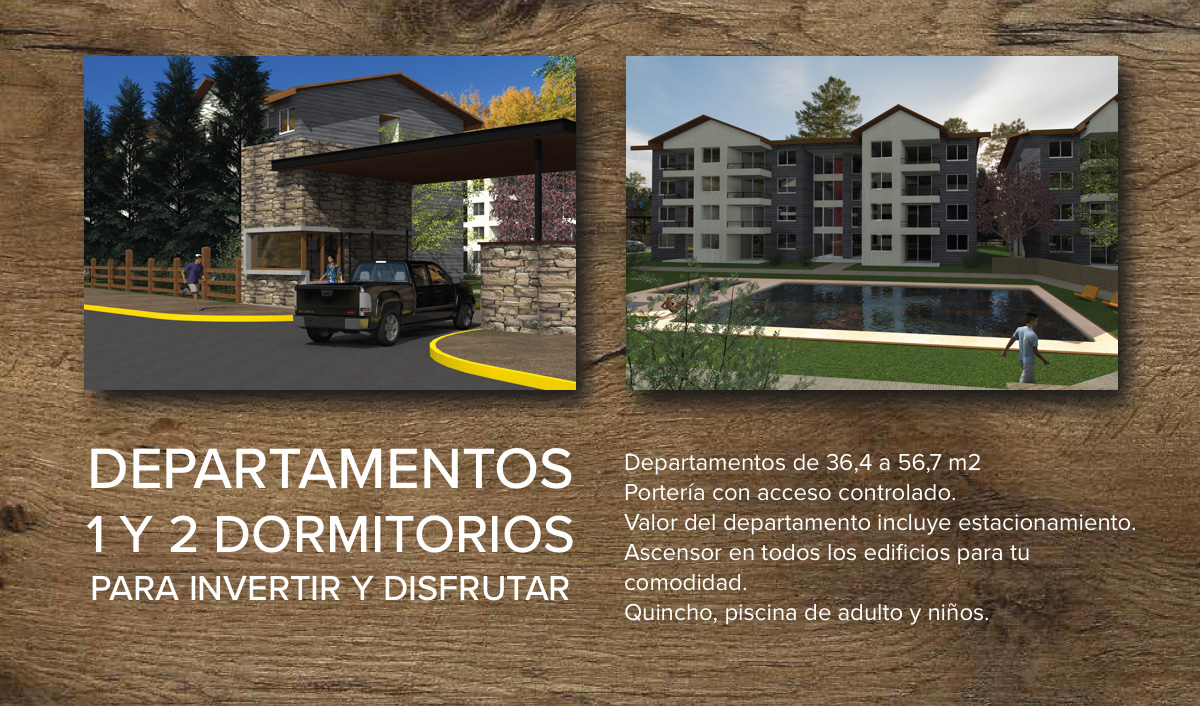 DEPARTAMENTOS
1 Y 2 DORMITORIOS
PARA INVERTIR Y DISFRUTAR
Departamentos de 36,4 a 56,7 m2
Portería con acceso controlado.
Valor del departamento incluye estacionamiento.
Ascensor en todos los edificios para tu
comodidad.
Quincho, piscina de adulto y niños.